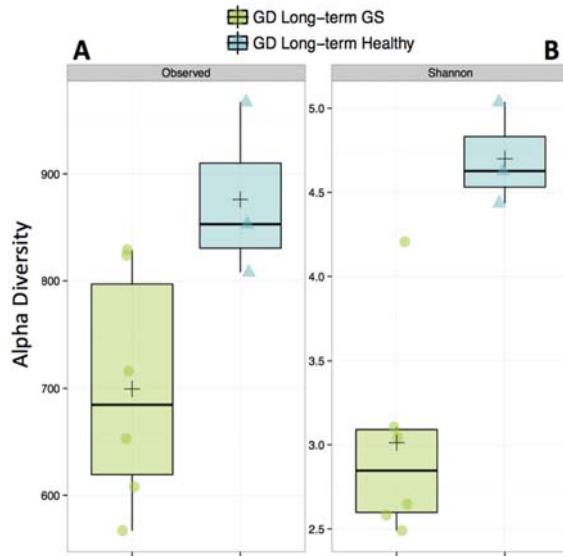 GD Long-term GS
GD Long-term Healthy
A
B
Observed
Shannon
Alpha Diversity
900
800
700
600
5.0
4.5
4.0
3.5
3.0
2.5